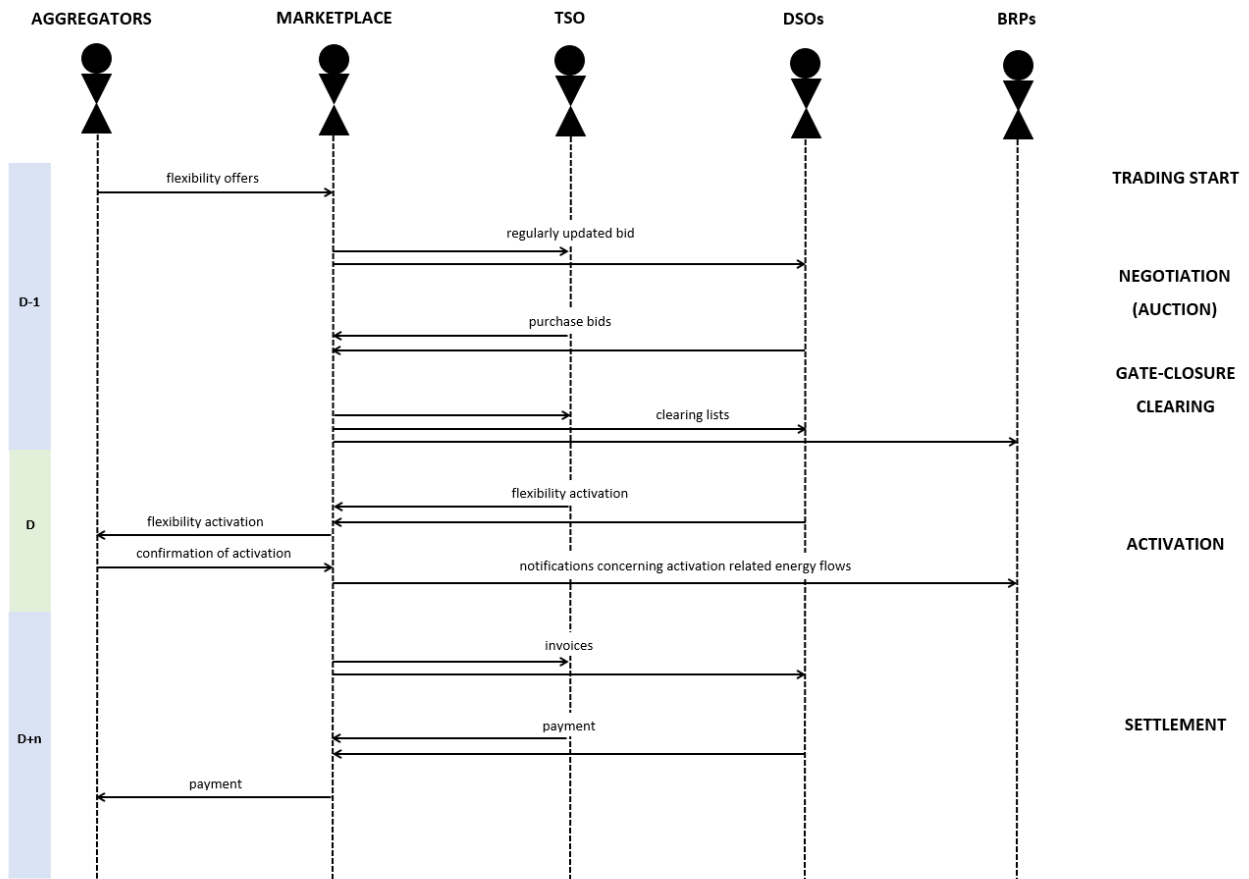 AGGREGATORS
MARKETPLACE
TSO
DSOs
BRPs
flexibility offers
TRADING START
regularly updated bid
NEGOTIATION
(AUCTION)
D-1
purchase bids
GATE-CLOSURE
CLEARING
clearing lists
flexibility activation
flexibility activation
D
ACTIVATION
confirmation of activation
notifications concerning activation related energy flows
invoices
SETTLEMENT
payment
D+n
payment